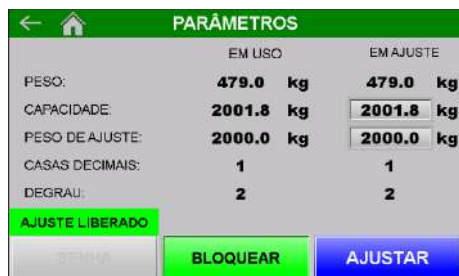 PARÂMETROS
EM USO EM AJUSTE
PESO: 479.0 kg 479.0 kg
CAPACIDADE: 2001.8 kg 2001.8 kg
PESO DE AJUSTE: 2000.0 kg 2000.0 kg
CASAS DECIMAIS: 1 1
DEGRAU: 2 2
AJUSTE LIBERADO
SENHA BLOQUEAR AJUSTAR